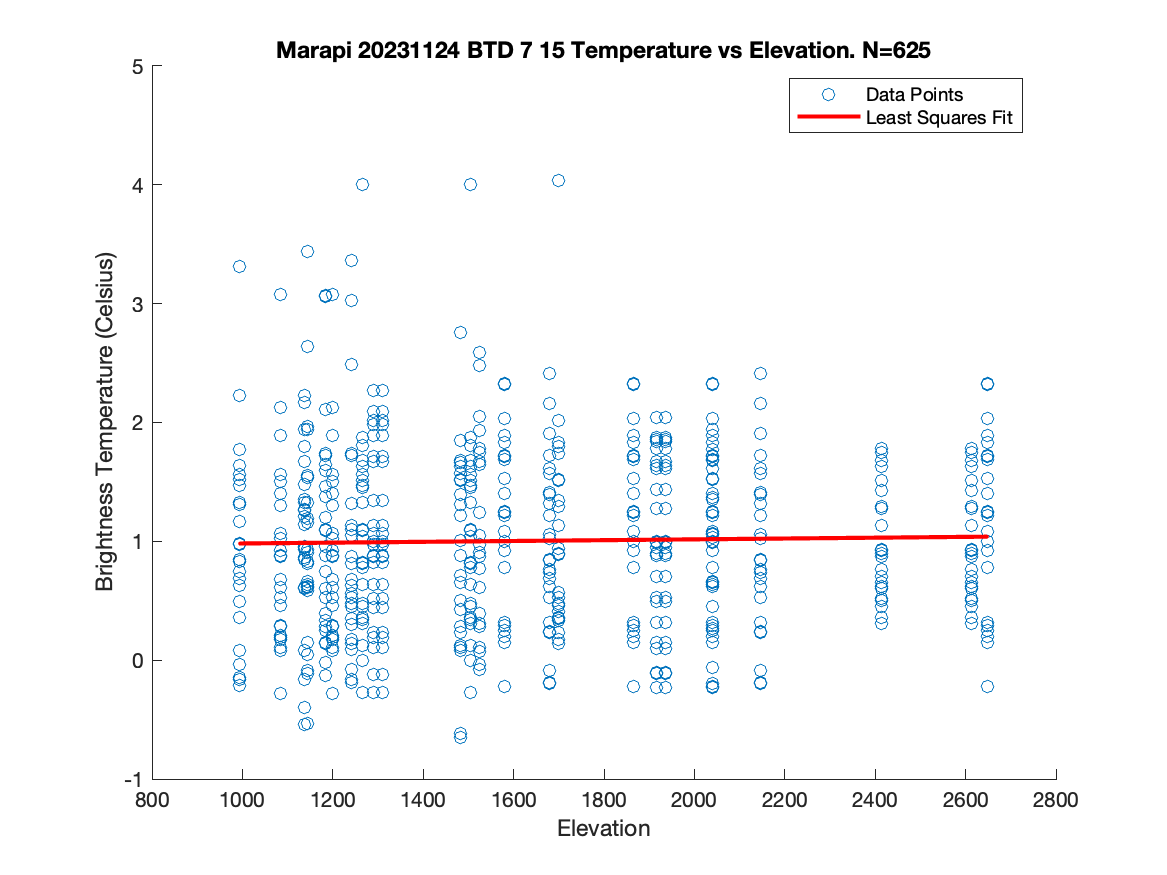 Marapi 20231124 BTD 7 15 Temperature vs Elevation. N=625
Data Points
Least Squares Fit
Brightness Temperature (Celsius)
5
4
3
2
1
0
-1
800 1000 1200 1400 1600 1800 2000 2200 2400 2600 2800
Elevation